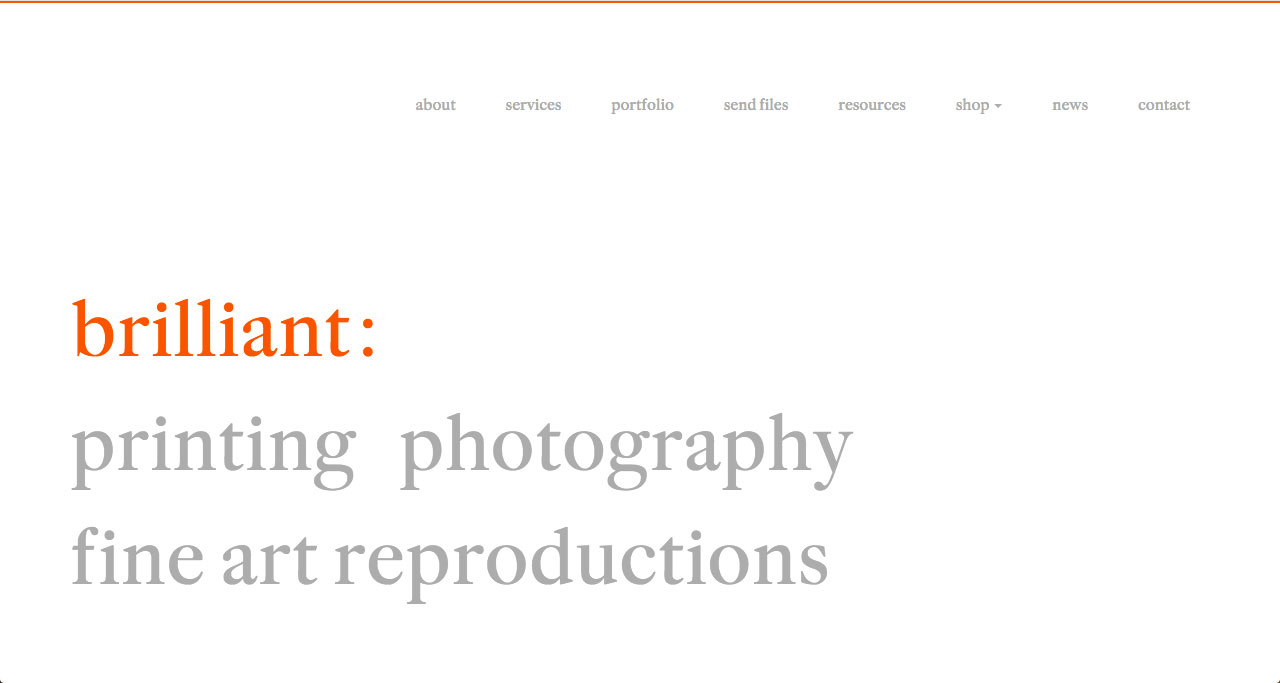 about services portfolio send files resources shop news contact
brilliant:
printing photography
fine art reproductions